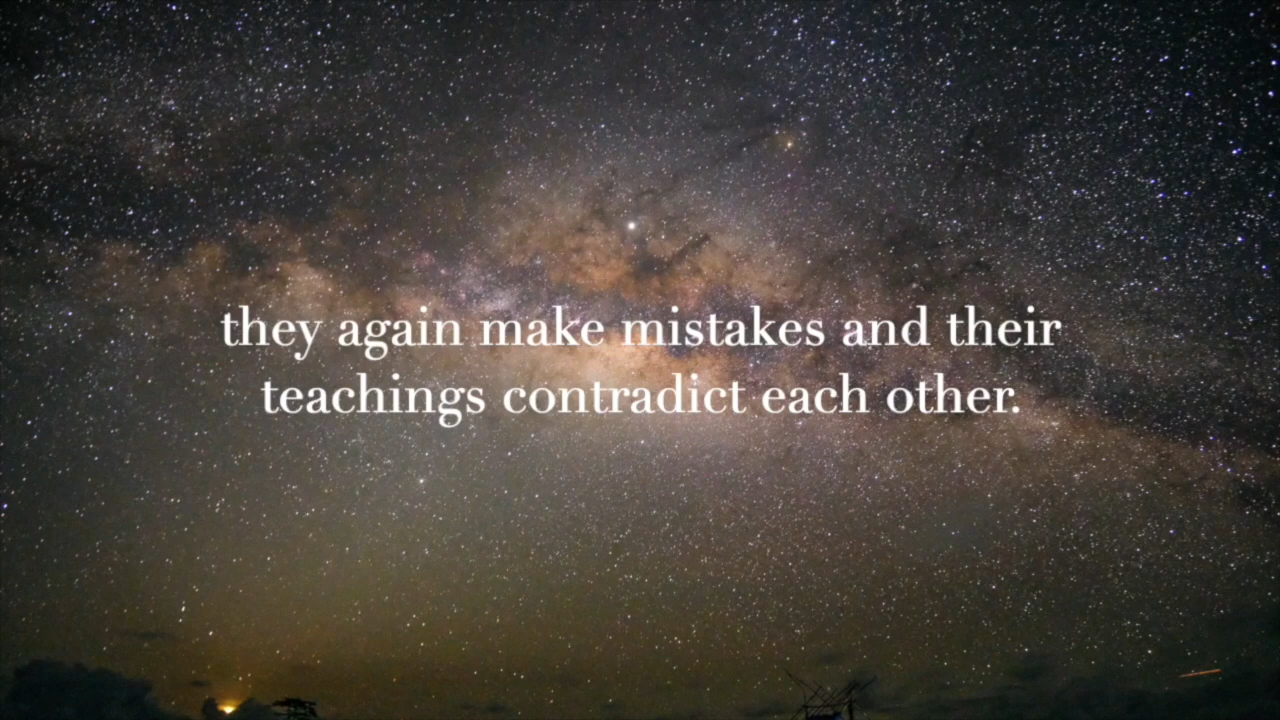 they again make mistakes and their
teachings contradict each other.